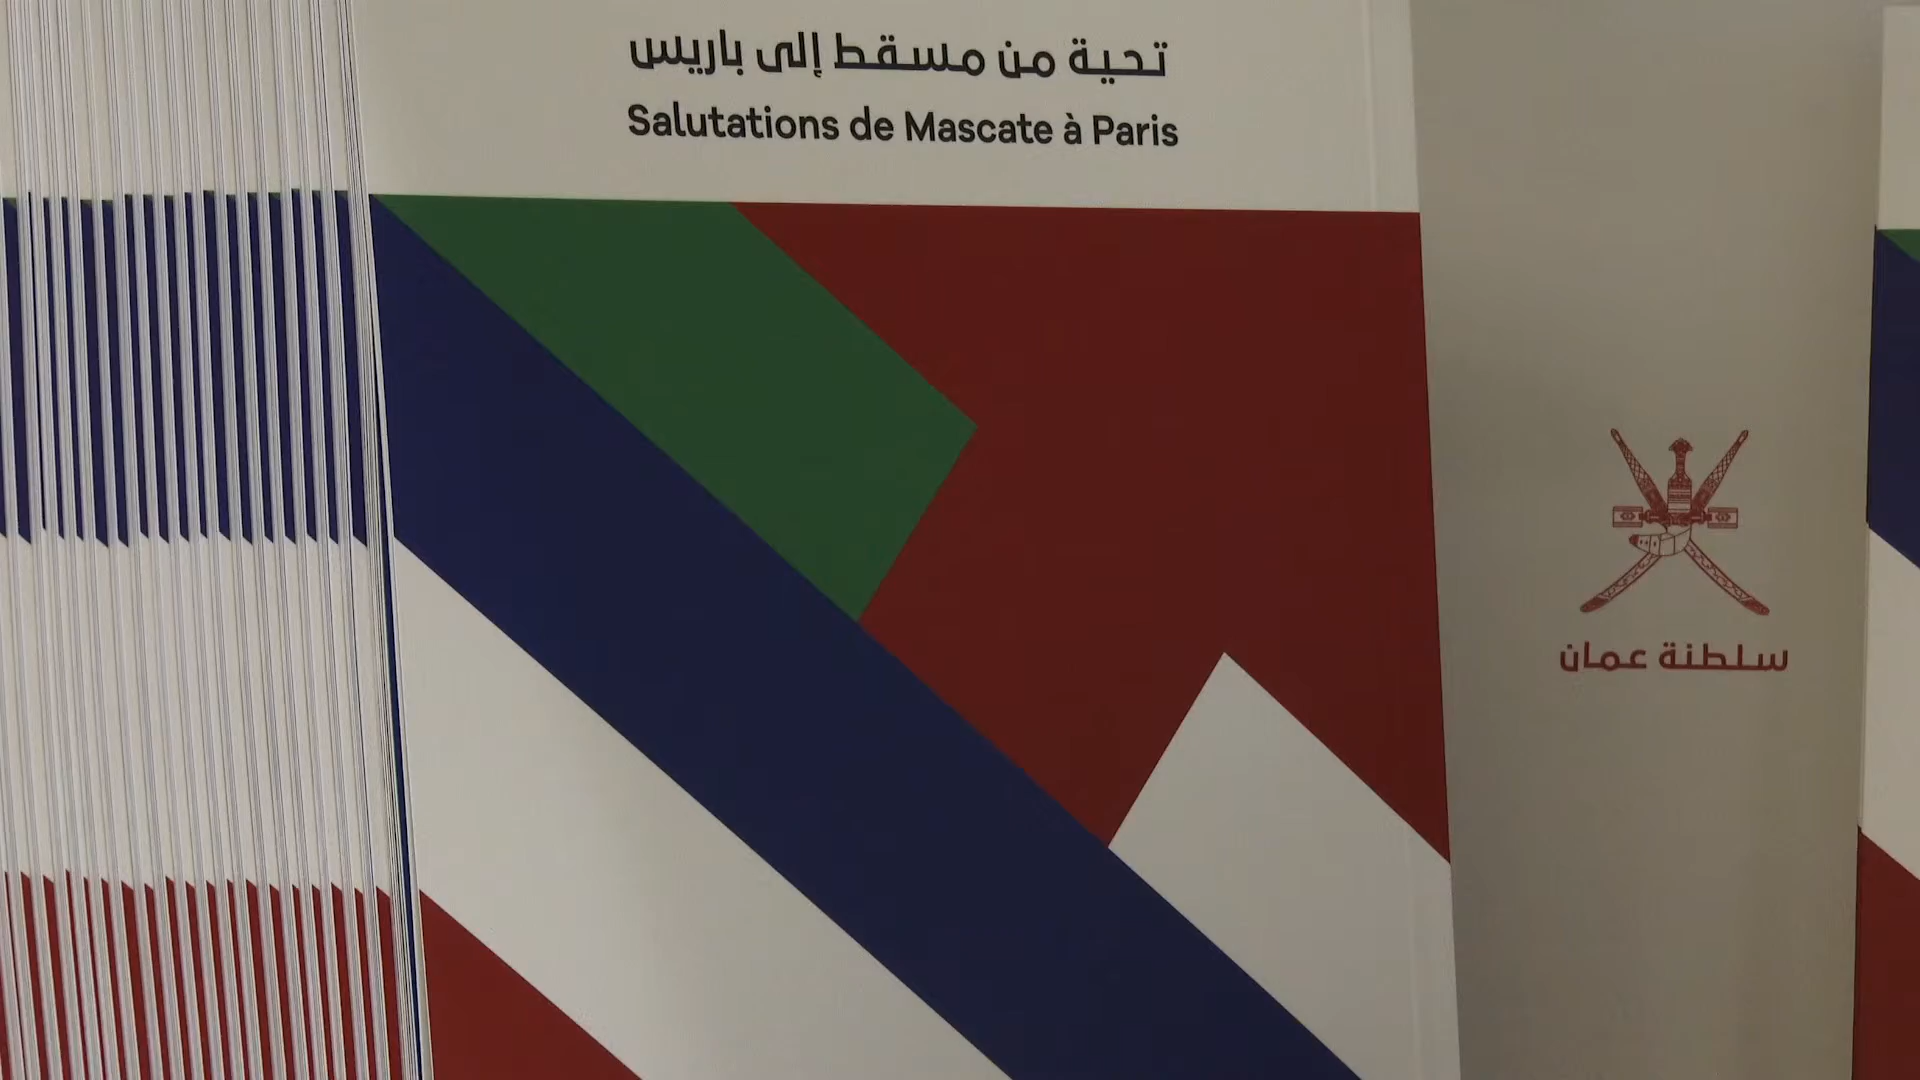 تحية من مسقط إلى باريس
Salutations de Mascate à Paris
سلطنة عمان